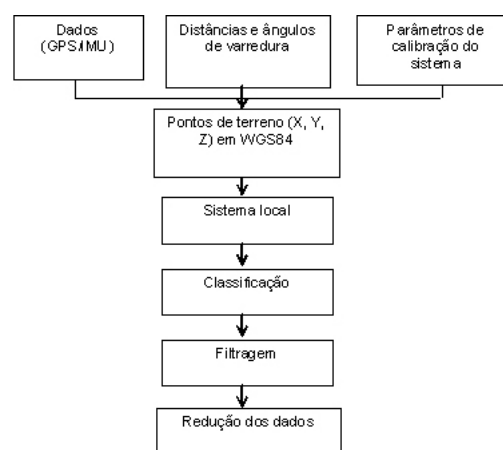 Dados
(GPS/IMU)
Distâncias e ângulos
de varredura
Parâmetros de
calibração do
sistema
Pontos de terreno (X, Y,
Z) em WGS84
Sistema local
Classificação
Filtragem
Redução dos dados